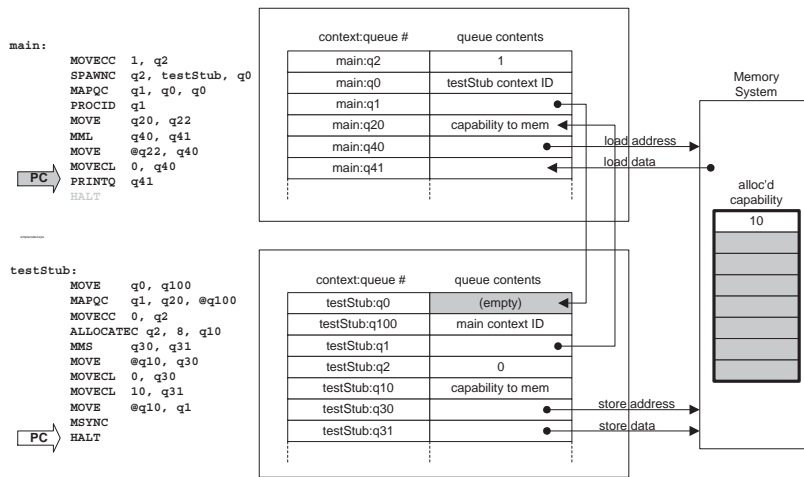 main:
MOVECC 1, q2
SPAWNC q2, testStub, q0
MAPQC q1, q0, q0
PROCID q1
MOVE q20, q22
MML q40, q41
MOVE @q22, q40
MOVECL 0, q40
PC PRINTQ q41
HALT
context:queue # queue contents
main:q2 1
main:q0 testStub context ID
main:q1
main:q20 capability to mem
main:q40
main:q41
load address
load data
Memory
System
alloc'd
capability
10
testStub:
MOVE q0, q100
MAPQC q1, q20, @q100
MOVECC 0, q2
ALLOCATEC q2, 8, q10
MMS q30, q31
MOVE @q10, q30
MOVECL 0, q30
MOVECL 10, q31
MOVE @q10, q1
MSYNC
PC HALT
context:queue # queue contents
testStub:q0 (empty)
testStub:q100 main context ID
testStub:q1
testStub:q2 0
testStub:q10 capability to mem
testStub:q30
testStub:q31
store address
store data